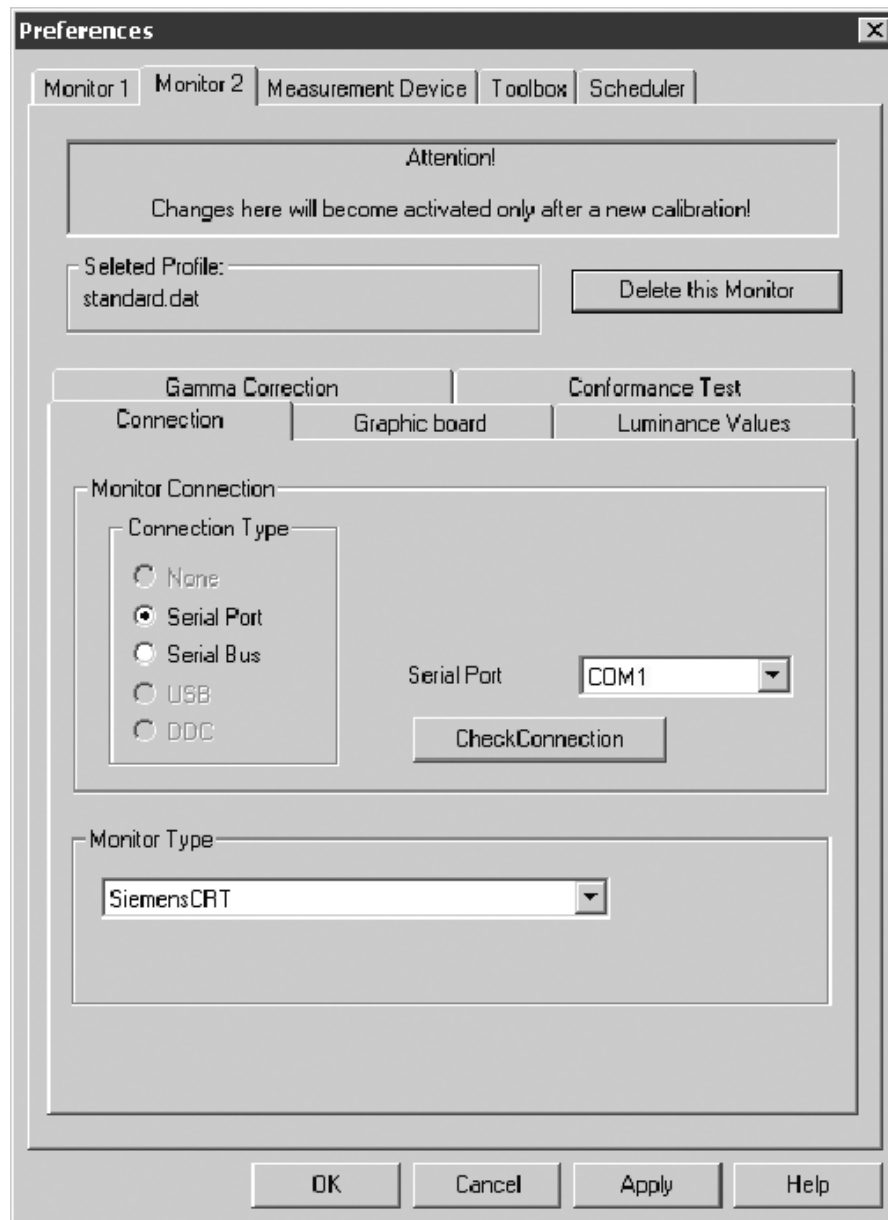 Preferences
Monitor 1 Monitor 2 Measurement Device Toolbox Scheduler
Attention!
Changes here will become activated only after a new calibration!
Seleted Profile:
standard.dat
Delete this Monitor
Gamma Correction Conformance Test
Connection Graphic board Luminance Values
Monitor Connection
Connection Type
None
Serial Port
Serial Bus
USB
DDC
Serial Port COM1
CheckConnection
Monitor Type
SiemensCRT
OK Cancel Apply Help